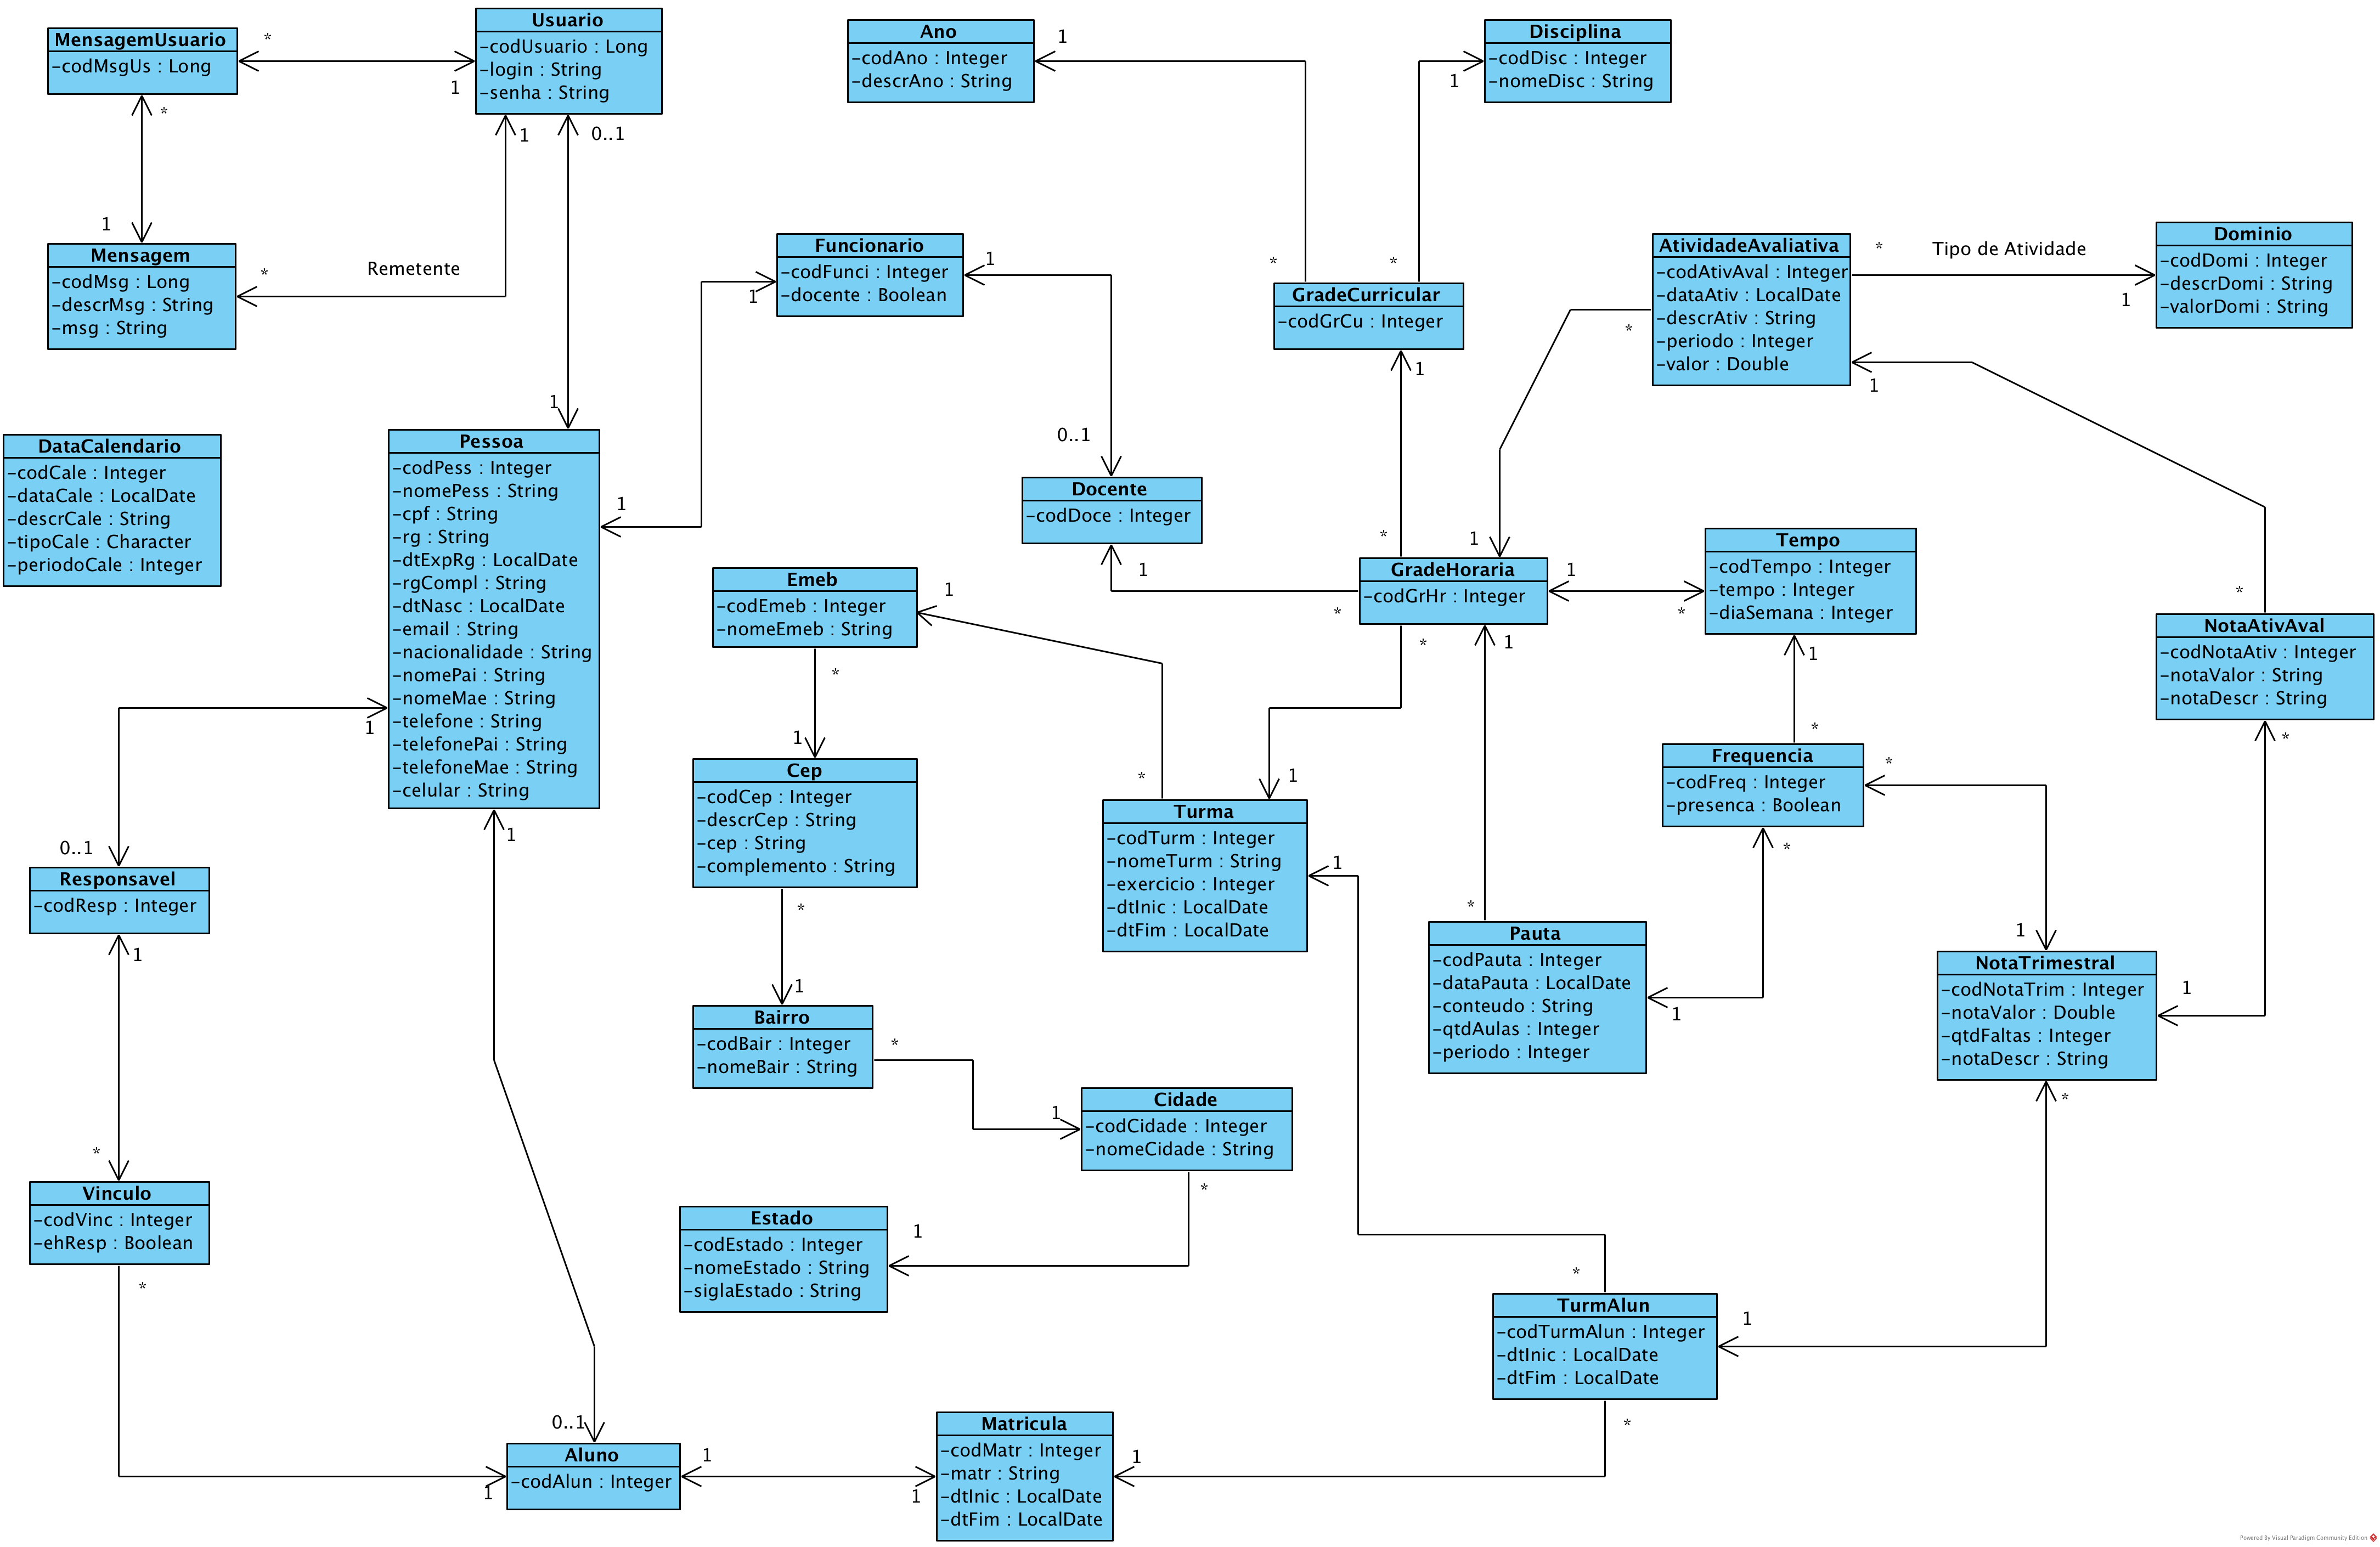 MensagemUsuario
-codMsgUs : Long
*
1
Usuario
-codUsuario : Long
-login : String
-senha : String
*
1
1
0..1
Mensagem
-codMsg : Long
-descrMsg : String
-msg : String
*
Remetente
Ano
-codAno : Integer
-descrAno : String
1
Disciplina
-codDisc : Integer
-nomeDisc : String
1
Funcionario
-codFunci : Integer
-docente : Boolean
1
1
*
*
GradeCurricular
-codGrCu : Integer
1
AtividadeAvaliativa
-codAtivAval : Integer
-dataAtiv : LocalDate
-descrAtiv : String
-periodo : Integer
-valor : Double
*
Tipo de Atividade
1
*
1
Dominio
-codDomi : Integer
-descrDomi : String
-valorDomi : String
DataCalendario
-codCale : Integer
-dataCale : LocalDate
-descrCale : String
-tipoCale : Character
-periodoCale : Integer
1
Pessoa
-codPess : Integer
-nomePess : String
-cpf : String
-rg : String
-dtExpRg : LocalDate
-rgCompl : String
-dtNasc : LocalDate
-email : String
-nacionalidade : String
-nomePai : String
-nomeMae : String
-telefone : String
-telefonePai : String
-telefoneMae : String
-celular : String
1
1
1
0..1
Docente
-codDoce : Integer
1
*
1
GradeHoraria
-codGrHr : Integer
*
1
*
*
1
Tempo
-codTempo : Integer
-tempo : Integer
-diaSemana : Integer
1
*
NotaAtivAval
-codNotaAtiv : Integer
-notaValor : String
-notaDescr : String
*
Emeb
-codEmeb : Integer
-nomeEmeb : String
1
*
1
Cep
-codCep : Integer
-descrCep : String
-cep : String
-complemento : String
*
1
*
1
Turma
-codTurm : Integer
-nomeTurm : String
-exercicio : Integer
-dtInic : LocalDate
-dtFim : LocalDate
1
*
Frequencia
-codFreq : Integer
-presenca : Boolean
*
*
0..1
Responsavel
-codResp : Integer
1
*
Pauta
-codPauta : Integer
-dataPauta : LocalDate
-conteudo : String
-qtdAulas : Integer
-periodo : Integer
1
1
NotaTrimestral
-codNotaTrim : Integer
-notaValor : Double
-qtdFaltas : Integer
-notaDescr : String
1
*
Bairro
-codBair : Integer
-nomeBair : String
*
1
Cidade
-codCidade : Integer
-nomeCidade : String
*
*
Vinculo
-codVinc : Integer
-ehResp : Boolean
*
Estado
-codEstado : Integer
-nomeEstado : String
-siglaEstado : String
1
*
TurmAlun
-codTurmAlun : Integer
-dtInic : LocalDate
-dtFim : LocalDate
1
*
0..1
1
Aluno
-codAlun : Integer
1
1
Matricula
-codMatr : Integer
-matr : String
-dtInic : LocalDate
-dtFim : LocalDate
1
Powered By Visual Paradigm Community Edition